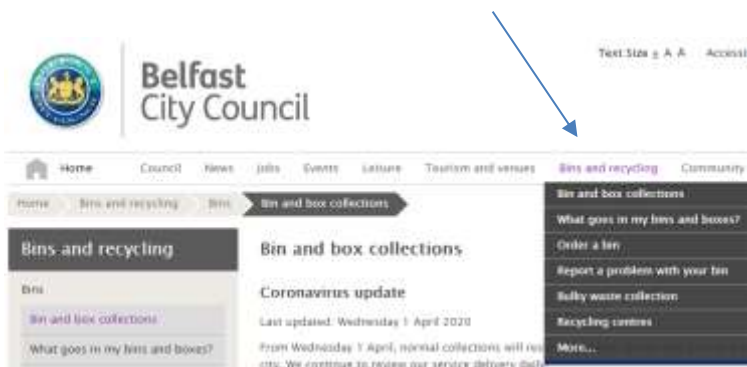 Text Size ± A A Accessi
Belfast
City Council
Home Council News Jobs Events Leisure Tourism and venues Bins and recycling Community
Home Bins and recycling Bins Bin and box collections
Bin and box collections
What goes in my bins and boxes?
Order a bin
Report a problem with your bin
Bulky waste collection
Recycling centres
More...
Bins and recycling
Bins
Bin and box collections
What goes in my bins and boxes?
Bin and box collections
Coronavirus update
Last updated: Wednesday 1 April 2020
From Wednesday 1 April, normal collections will res
city. We continue to review our service delivery daily